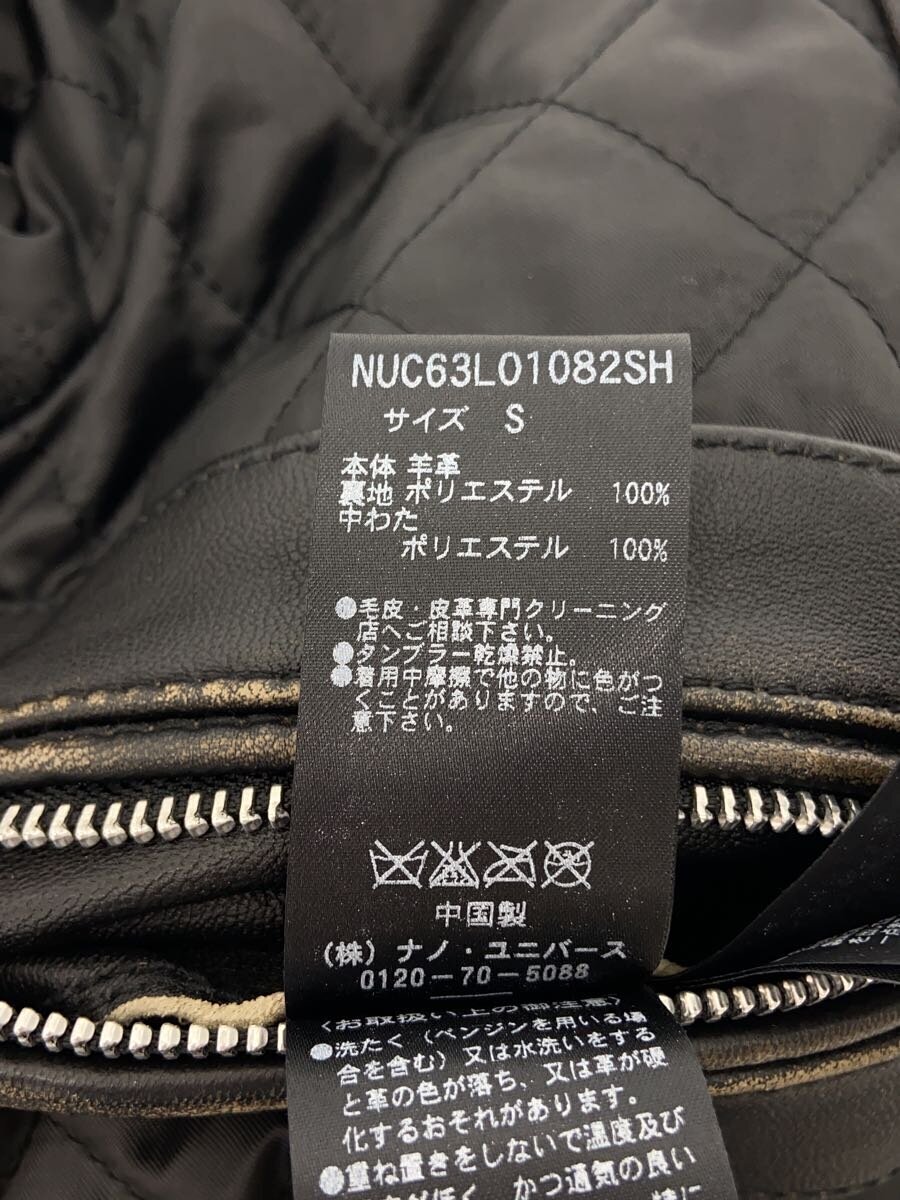 NUC63L01082SH
サイズ S
本体 羊革
裏地 ポリエステル 100%
中わた
ポリエステル 100%
●毛皮・皮革専門クリーニング
店へご相談下さい。
●タンブラー乾燥禁止。
●着用中摩擦で他の物に色がつ
くことがありますので、ご注
意下さい。
中国製
(株) ナノ・ユニバース
0120-70-5088
〈お取扱い上の御注意〉
●洗たく (ベンジンを用いる場
合を含む) 又は水洗いをする
と革の色が落ち、又は革が硬
化するおそれがあります。
●重ね置きをしないで温度及び
かつ通気の良い